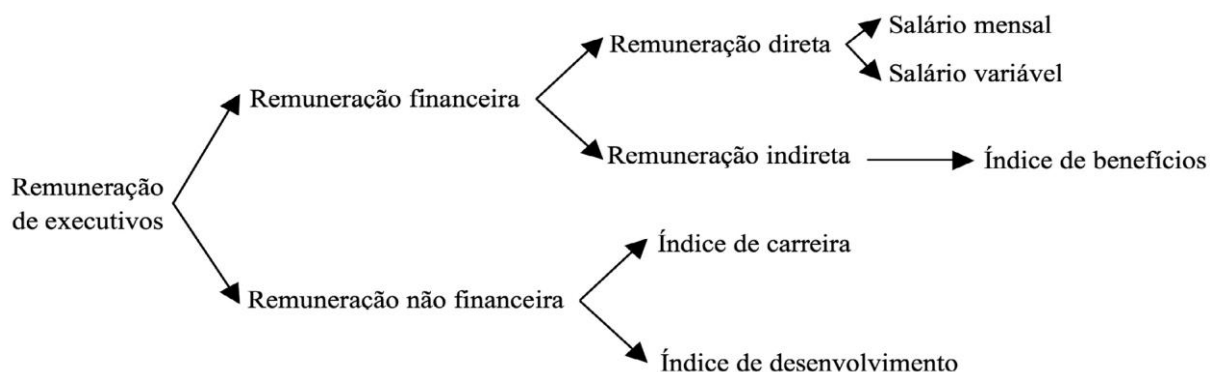 Remuneração de executivos
Remuneração financeira
Remuneração direta
Salário mensal
Salário variável
Remuneração indireta
Índice de benefícios
Remuneração não financeira
Índice de carreira
Índice de desenvolvimento